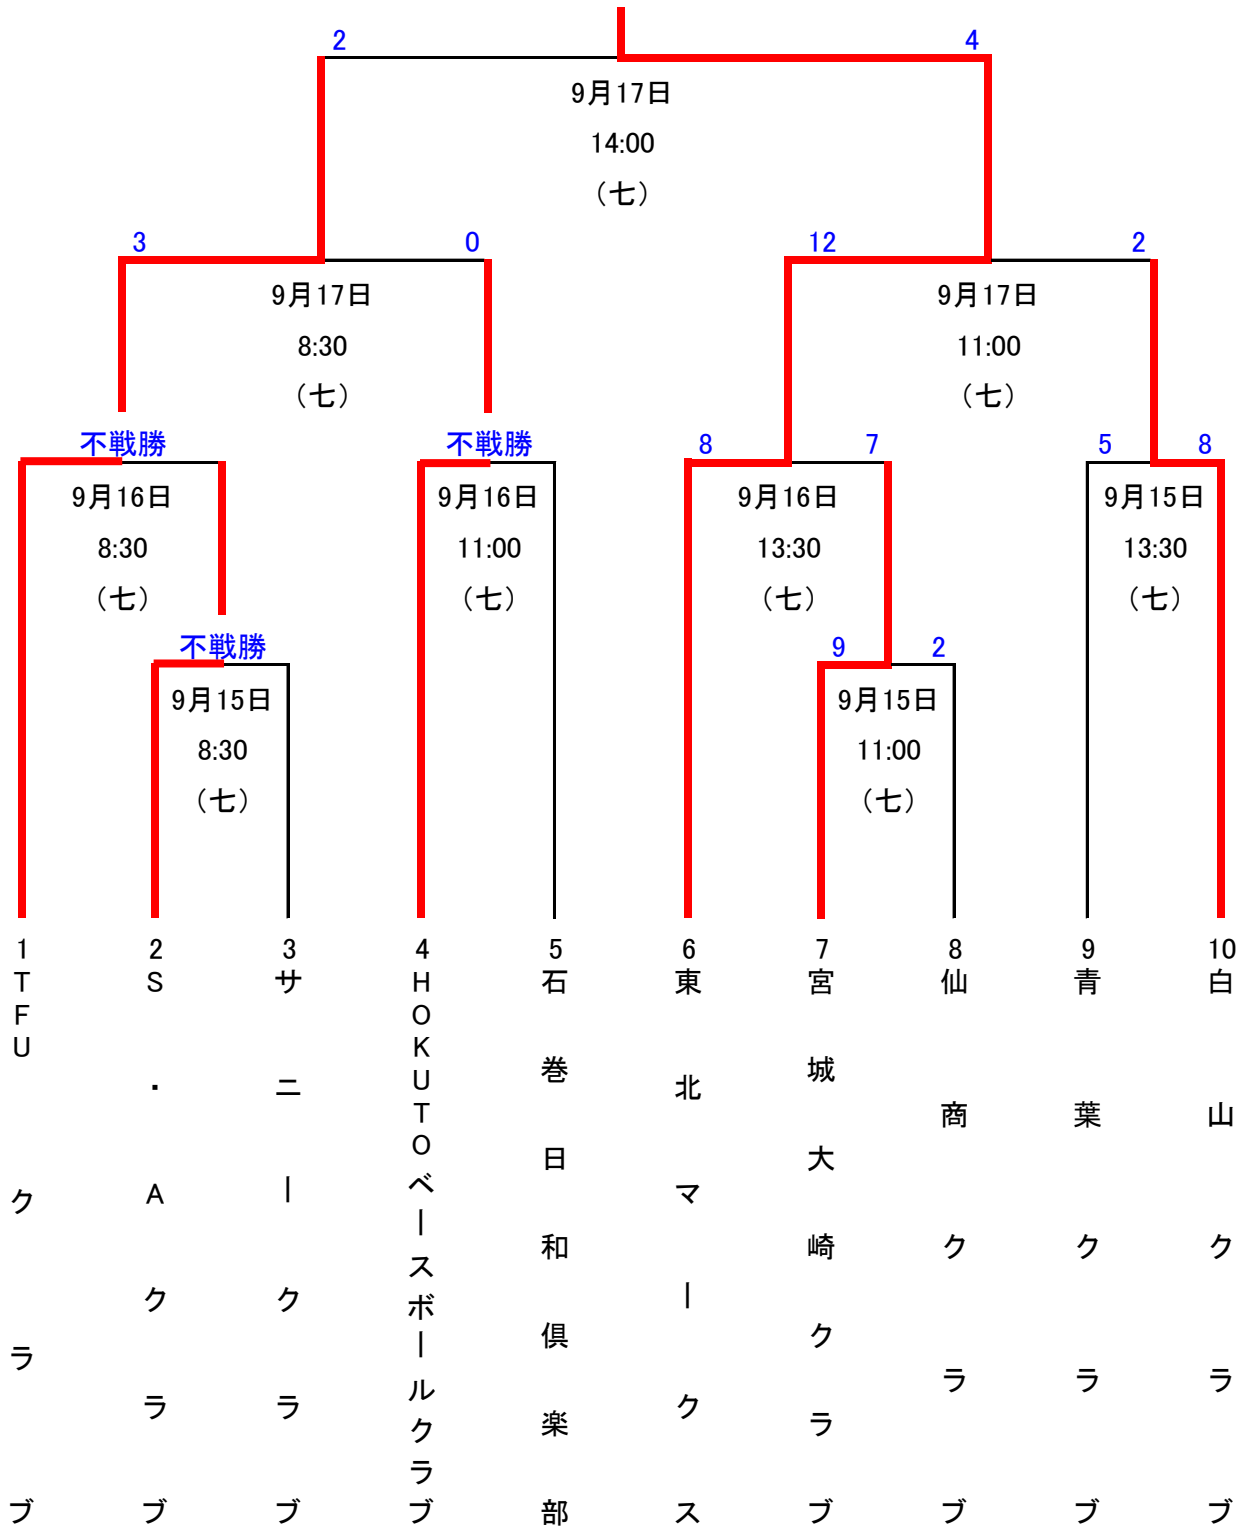 2 4
9月17日
14:00
（七）
3 0 12 2
9月17日 9月17日
8:30 11:00
（七） （七）
不戦勝 不戦勝 8 7 5 8
9月16日 9月16日 9月16日 9月15日
8:30 11:00 13:30 13:30
（七） （七） （七） （七）
不戦勝 9 2
9月15日 9月15日
8:30 11:00
（七） （七）
1 2 3 4 5 6 7 8 9 10
TFUクラブ
S・Aクラブ
サニークラブ
HOKUTOベースボールクラブ
石巻日和倶楽部
東北マークス
宮城大崎クラブ
仙商クラブ
青葉クラブ
白山クラブ